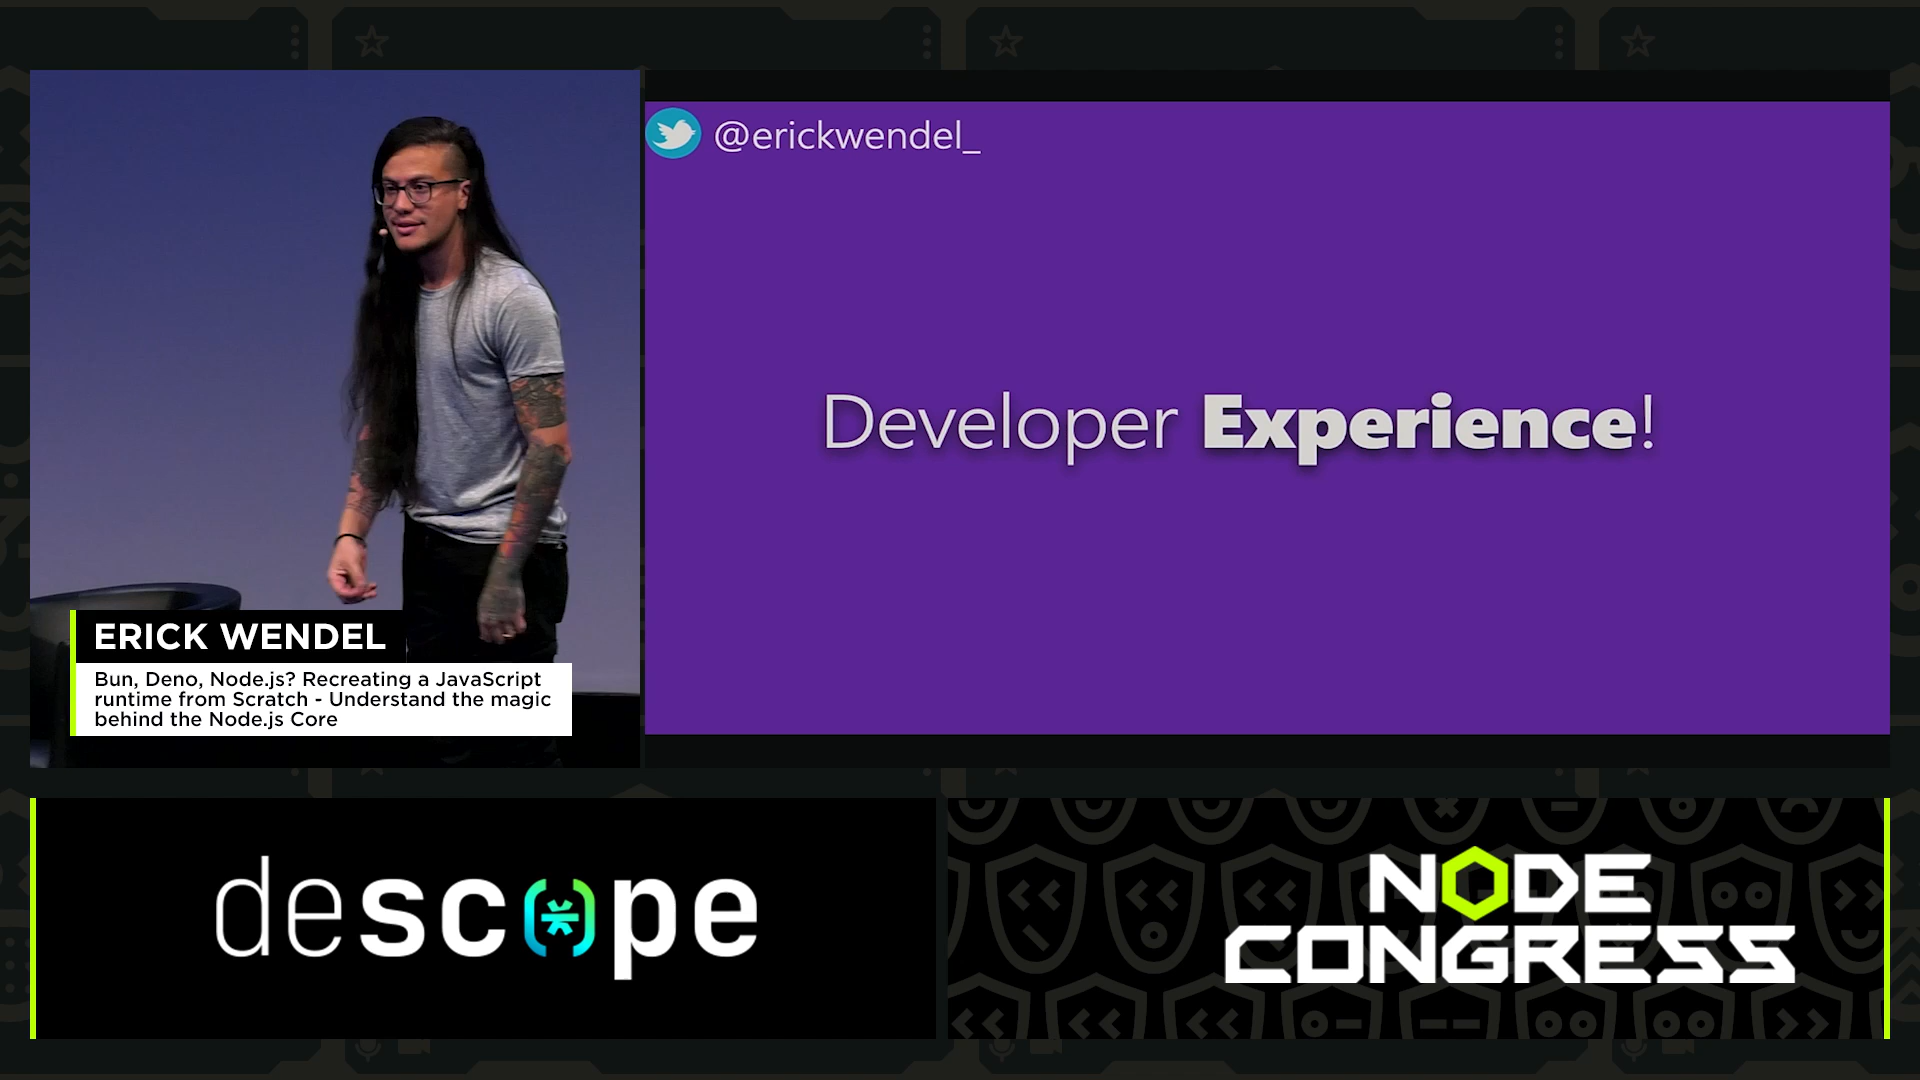 @erickwendel_
Developer Experience!
ERICK WENDEL
Bun, Deno, Node.js? Recreating a JavaScript
runtime from Scratch - Understand the magic
behind the Node.js Core
descope
NODE
CONGRESS